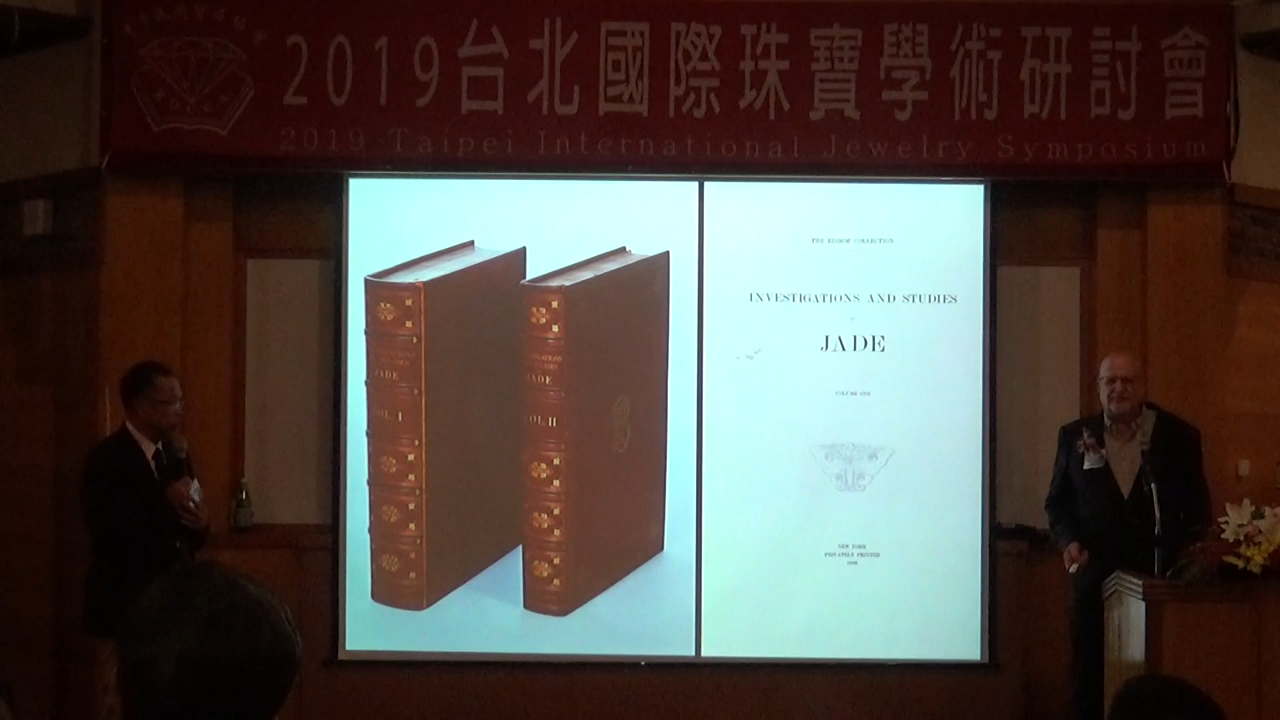 2019台北國際珠寶學術研討會
2019 Taipei International Jewelry Symposium
THE BISHOP COLLECTION
INVESTIGATIONS AND STUDIES
JADE
VOLUME ONE
NEW YORK
PRIVATELY PRINTED
JADE
VOL. I
JADE
VOL. II